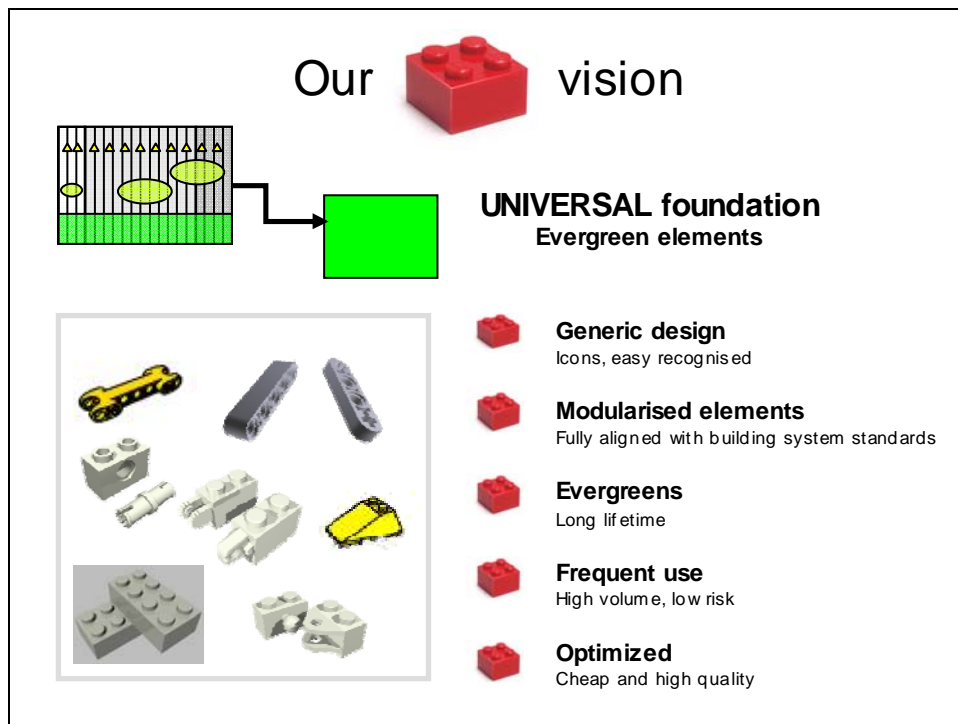 Our vision
UNIVERSAL foundation
Evergreen elements
Generic design
Icons, easy recognised
Modularised elements
Fully aligned with building system standards
Evergreens
Long lifetime
Frequent use
High volume, low risk
Optimized
Cheap and high quality